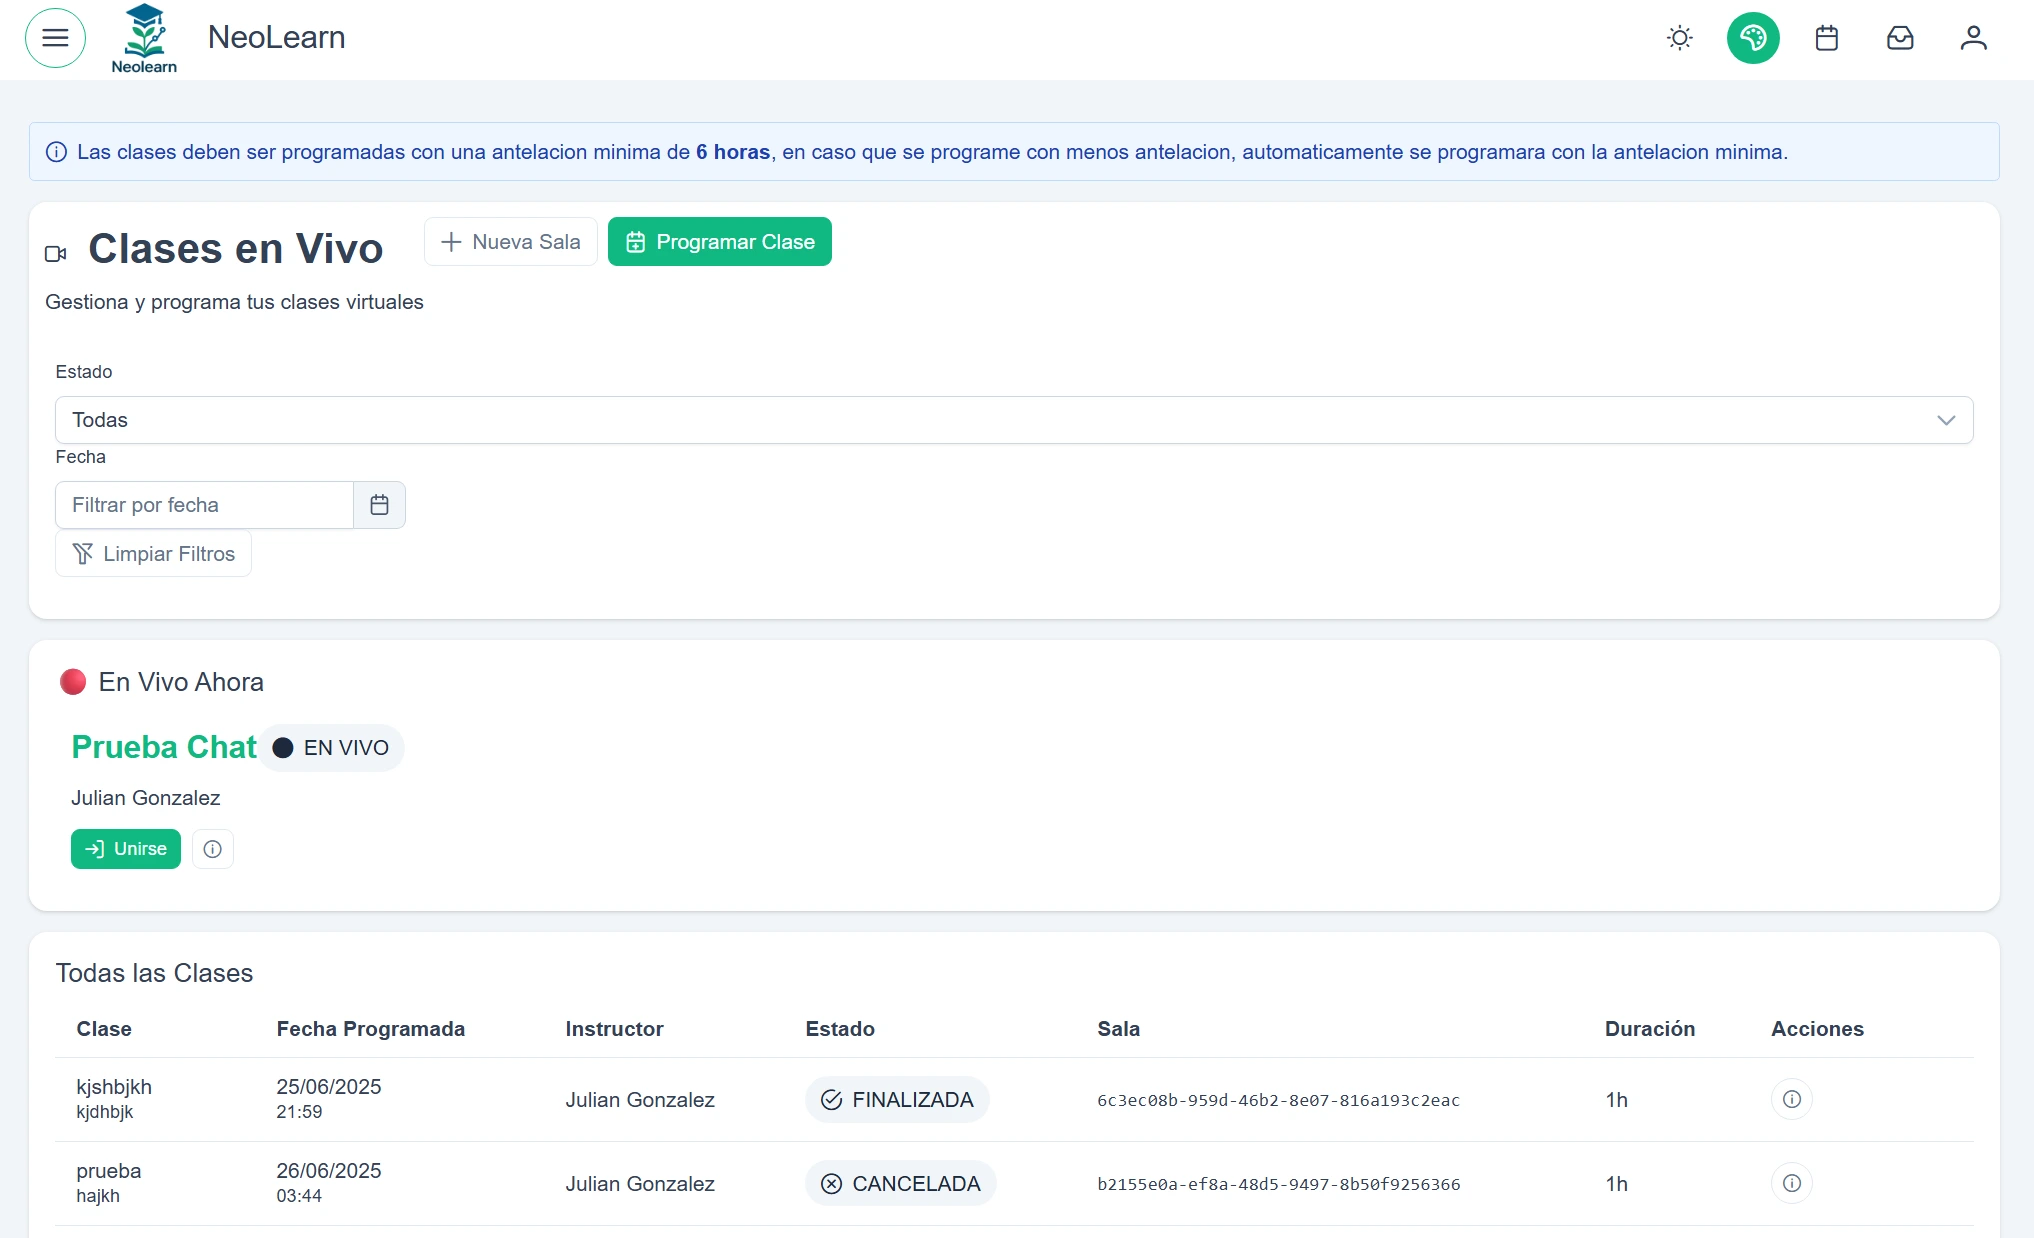 Neolearn
NeoLearn
Las clases deben ser programadas con una antelacion minima de 6 horas, en caso que se programe con menos antelacion, automaticamente se programara con la antelacion minima.
Clases en Vivo
Nueva Sala
Programar Clase
Gestiona y programa tus clases virtuales
Estado
Todas
Fecha
Filtrar por fecha
Limpiar Filtros
En Vivo Ahora
Prueba Chat EN VIVO
Julian Gonzalez
Unirse
Todas las Clases
Clase Fecha Programada Instructor Estado Sala Duración Acciones
kjshbjkh 25/06/2025 Julian Gonzalez FINALIZADA 6c3ec08b-959d-46b2-8e07-816a193c2eac 1h
kjdhbjk 21:59
prueba 26/06/2025 Julian Gonzalez CANCELADA b2155e0a-ef8a-48d5-9497-8b50f9256366 1h
hajkh 03:44